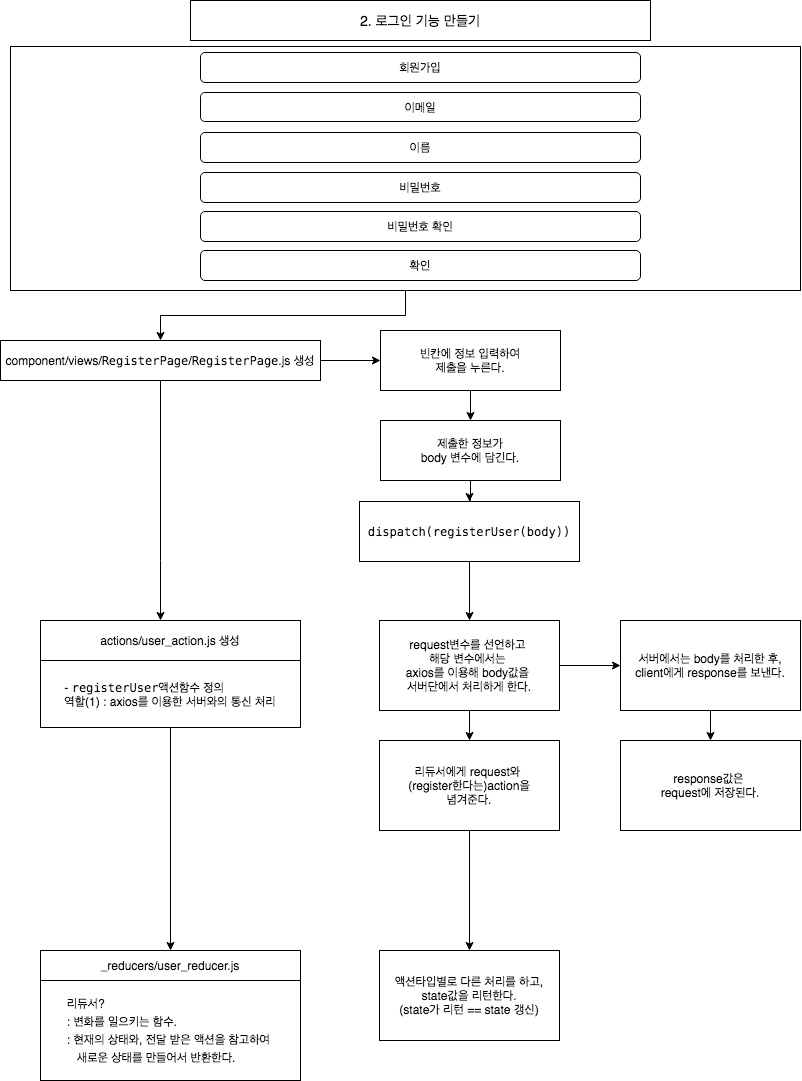 2. 로그인 기능 만들기
회원가입
이메일
이름
비밀번호
비밀번호 확인
확인
component/views/RegisterPage/RegisterPage.js 생성
빈칸에 정보 입력하여
제출을 누른다.
제출한 정보가
body 변수에 담긴다.
dispatch(registerUser(body))
actions/user_action.js 생성
- registerUser액션함수 정의
역할(1) : axios를 이용한 서버와의 통신 처리
request변수를 선언하고
해당 변수에서는
axios를 이용해 body값을
서버단에서 처리하게 한다.
서버에서는 body를 처리한 후,
client에게 response를 보낸다.
리듀서에게 request와
(register한다는)action을
넘겨준다.
response값은
request에 저장된다.
_reducers/user_reducer.js
리듀서?
: 변화를 일으키는 함수.
: 현재의 상태와, 전달 받은 액션을 참고하여
새로운 상태를 만들어서 반환한다.
액션타입별로 다른 처리를 하고,
state값을 리턴한다.
(state가 리턴 == state 갱신)